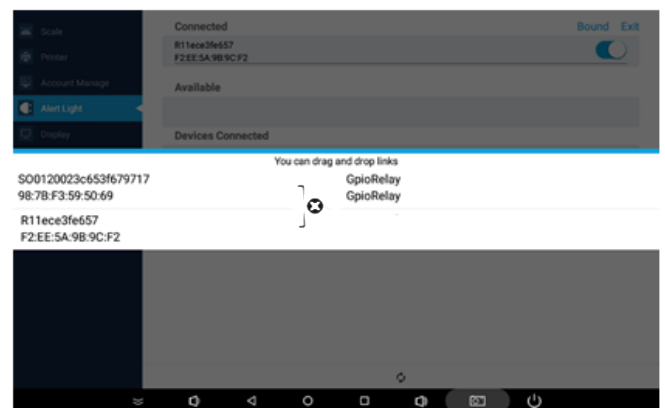 Scale
Connected
Bound Exit
R11ece3fe657
F2:EE:5A:9B:9C:F2
Printer
Account Manage
Available
Alert Light
Display
Devices Connected
You can drag and drop links
S00120023c653f679717
GpioRelay
98:7B:F3:59:50:69
GpioRelay
R11ece3fe657
F2:EE:5A:9B:9C:F2